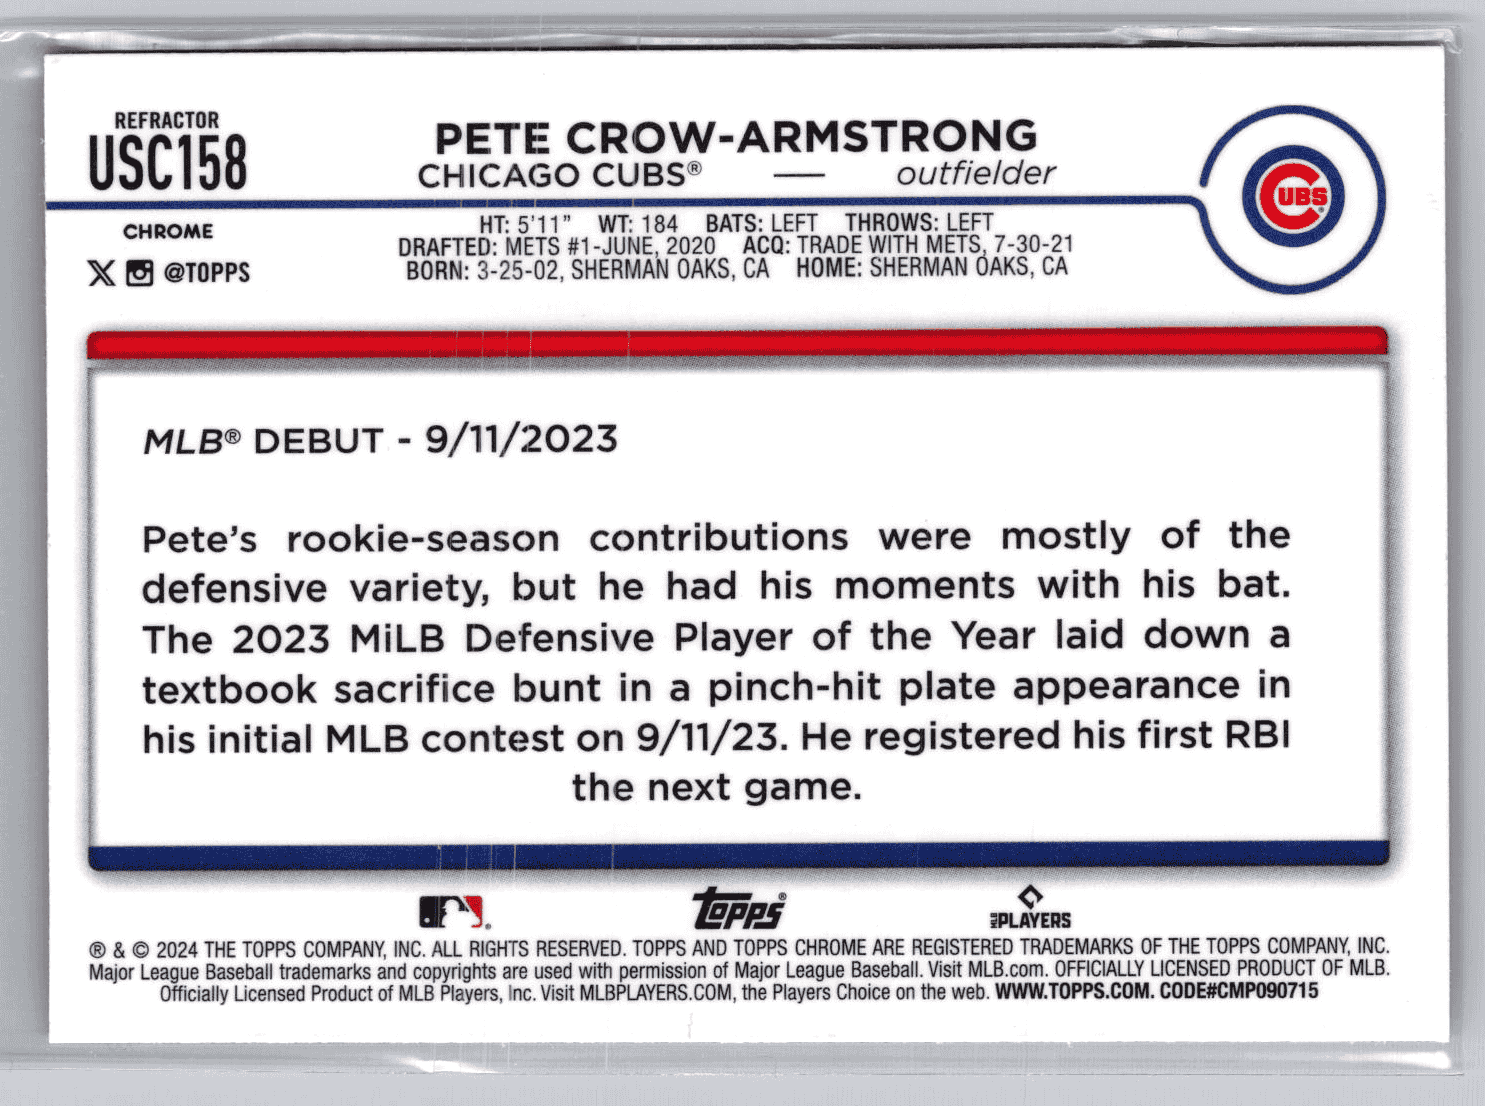 REFRACTOR
USC158
PETE CROW-ARMSTRONG
CHICAGO CUBS® — outfielder
CUBS
CHROME
@TOPPS
HT: 5'11” WT: 184 BATS: LEFT THROWS: LEFT
DRAFTED: METS #1-JUNE, 2020 ACQ: TRADE WITH METS, 7-30-21
BORN: 3-25-02, SHERMAN OAKS, CA HOME: SHERMAN OAKS, CA
MLB® DEBUT - 9/11/2023
Pete’s rookie-season contributions were mostly of the
defensive variety, but he had his moments with his bat.
The 2023 MiLB Defensive Player of the Year laid down a
textbook sacrifice bunt in a pinch-hit plate appearance in
his initial MLB contest on 9/11/23. He registered his first RBI
the next game.
Topps®
MLB PLAYERS
® & © 2024 THE TOPPS COMPANY, INC. ALL RIGHTS RESERVED. TOPPS AND TOPPS CHROME ARE REGISTERED TRADEMARKS OF THE TOPPS COMPANY, INC.
Major League Baseball trademarks and copyrights are used with permission of Major League Baseball. Visit MLB.com. OFFICIALLY LICENSED PRODUCT OF MLB.
Officially Licensed Product of MLB Players, Inc. Visit MLBPLAYERS.COM, the Players Choice on the web. WWW.TOPPS.COM. CODE#CMP090715